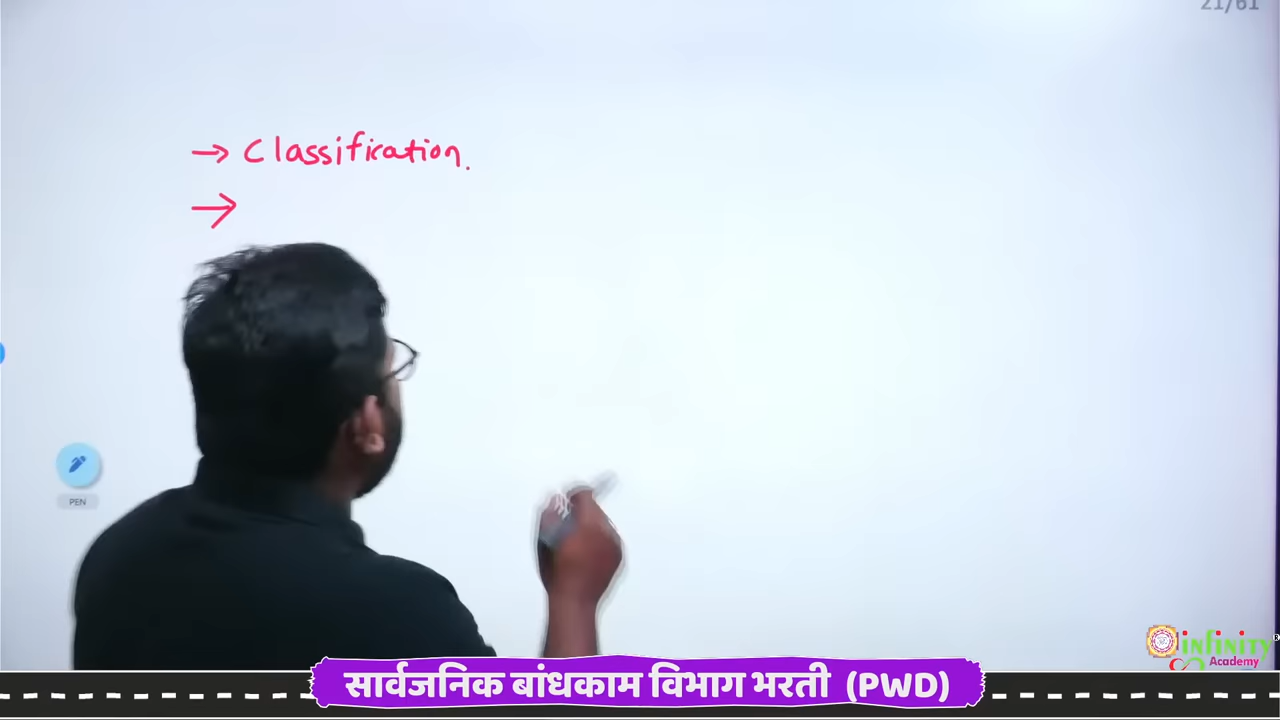 21/61
→ Classification.
→
PEN
infinity
Academy
सार्वजनिक बांधकाम विभाग भरती (PWD)